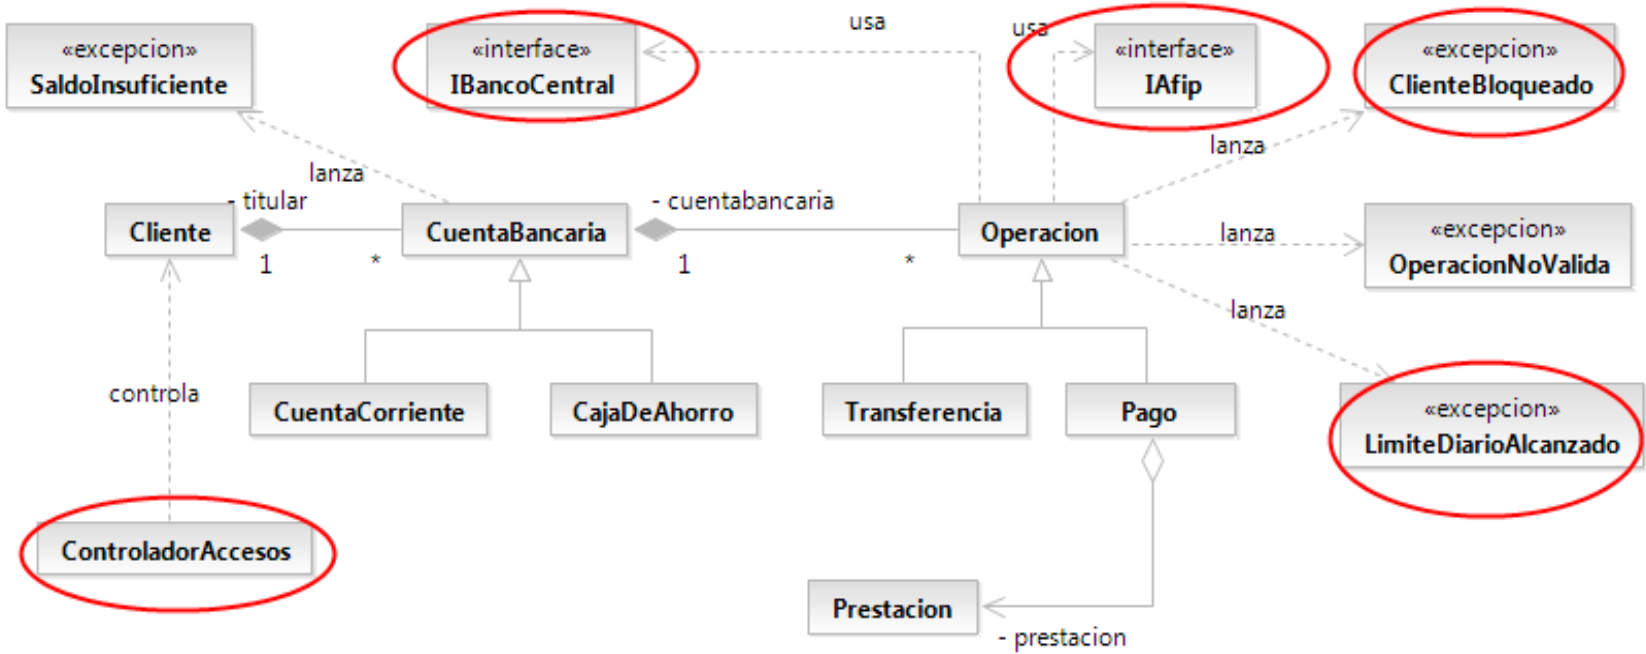 usa
usa
«excepcion»
SaldoInsuficiente
«interface»
IBancoCentral
«interface»
IAfip
«excepcion»
ClienteBloqueado
lanza
lanza
- titular
- cuentabancaria
Cliente
CuentaBancaria
Operacion
lanza
«excepcion»
OperacionNoValida
1
*
1
*
lanza
controla
CuentaCorriente
CajaDeAhorro
Transferencia
Pago
«excepcion»
LimiteDiarioAlcanzado
ControladorAccesos
Prestacion
- prestacion